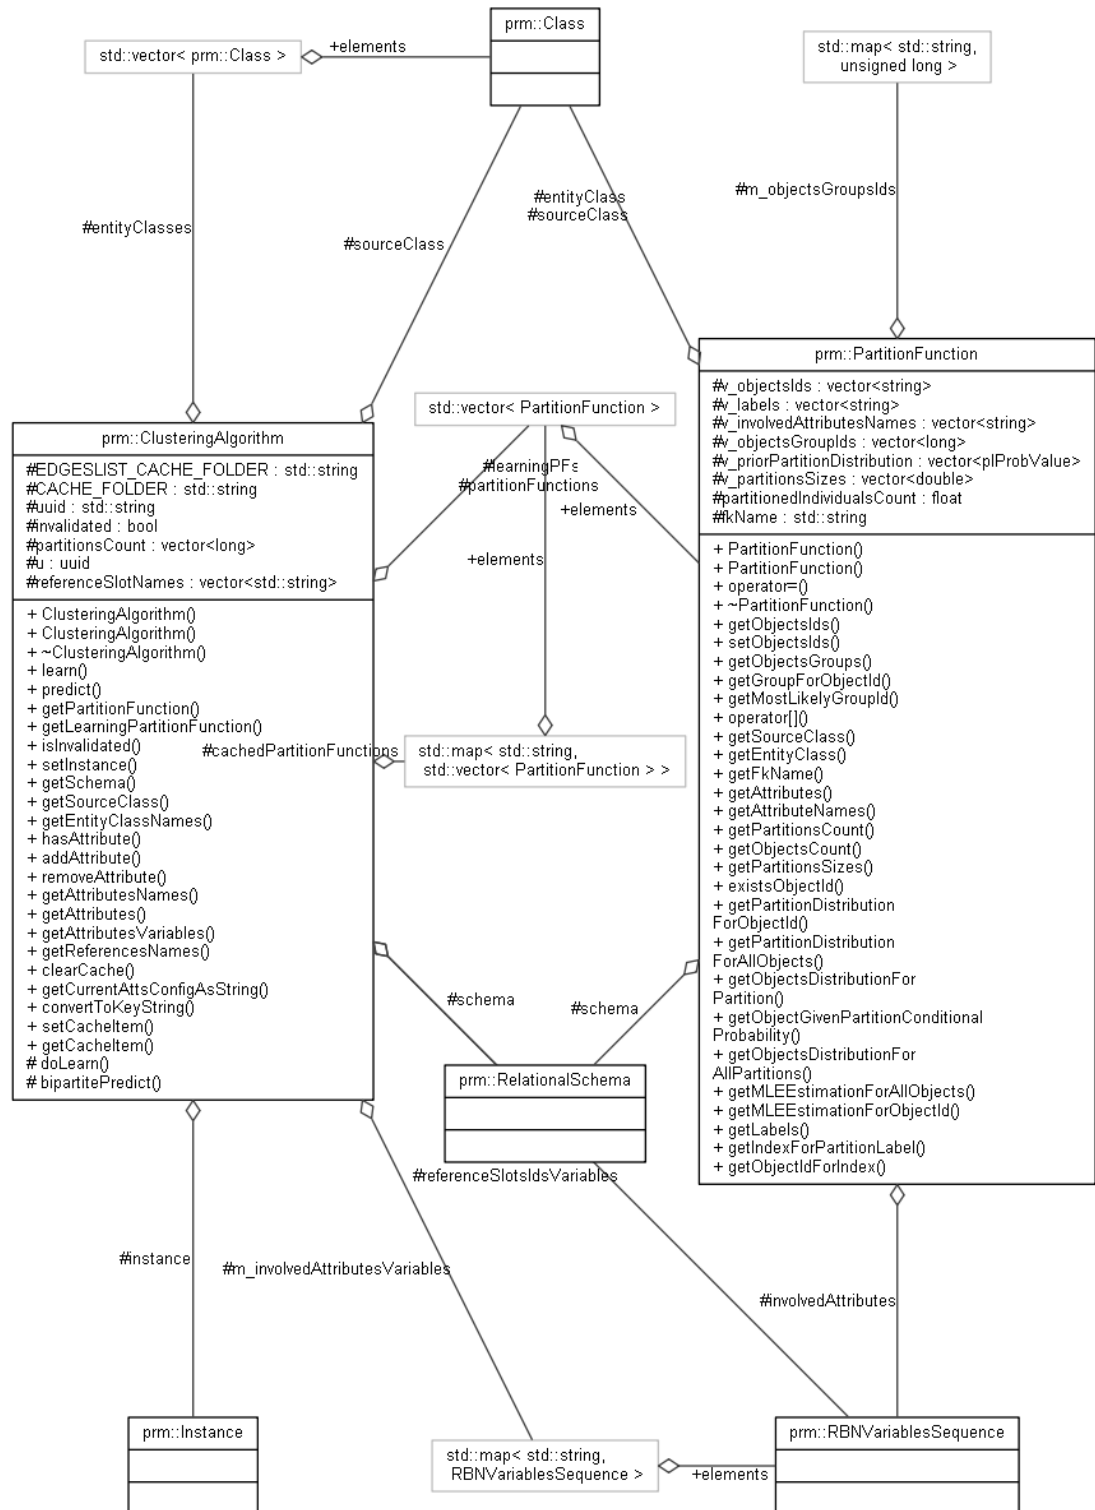 prm::Class
std::vector< prm::Class >
+elements
std::map< std::string,
unsigned long >
#entityClasses
#sourceClass
#entityClass
#sourceClass
#m_objectsGroupsIds
prm::PartitionFunction
#v_objectsIds : vector<string>
#v_labels : vector<string>
#v_involvedAttributesNames : vector<string>
#v_objectsGroupIds : vector<long>
#v_priorPartitionDistribution : vector<plProbValue>
#v_partitionsSizes : vector<double>
#partitionedIndividualsCount : float
#fkName : std::string
+ PartitionFunction()
+ PartitionFunction()
+ operator=()
+ ~PartitionFunction()
+ getObjectsIds()
+ setObjectsIds()
+ getObjectsGroups()
+ getGroupForObjectId()
+ getMostLikelyGroupId()
+ operator[]()
+ getSourceClass()
+ getEntityClass()
+ getFkName()
+ getAttributes()
+ getAttributeNames()
+ getPartitionsCount()
+ getObjectsCount()
+ getPartitionsSizes()
+ existsObjectId()
+ getPartitionDistribution
ForObjectId()
+ getPartitionDistribution
ForAllObjects()
+ getObjectsDistributionFor
Partition()
+ getObjectGivenPartitionConditional
Probability()
+ getObjectsDistributionFor
AllPartitions()
+ getMLEEstimationForAllObjects()
+ getMLEEstimationForObjectId()
+ getLabels()
+ getIndexForPartitionLabel()
+ getObjectIdForIndex()
std::vector< PartitionFunction >
#learningPFs
#partitionFunctions
+elements
+elements
prm::ClusteringAlgorithm
#EDGESLIST_CACHE_FOLDER : std::string
#CACHE_FOLDER : std::string
#uuid : std::string
#invalidated : bool
#partitionsCount : vector<long>
#u : uuid
#referenceSlotNames : vector<std::string>
+ ClusteringAlgorithm()
+ ClusteringAlgorithm()
+ ~ClusteringAlgorithm()
+ learn()
+ predict()
+ getPartitionFunction()
+ getLearningPartitionFunction()
+ isInvalidated()
+ setInstance()
+ getSchema()
+ getSourceClass()
+ getEntityClassNames()
+ hasAttribute()
+ addAttribute()
+ removeAttribute()
+ getAttributesNames()
+ getAttributes()
+ getAttributesVariables()
+ getReferencesNames()
+ clearCache()
+ getCurrentAttsConfigAsString()
+ convertToKeyString()
+ setCacheItem()
+ getCacheItem()
# doLearn()
# bipartitePredict()
#cachedPartitionFunctions
std::map< std::string,
std::vector< PartitionFunction > >
#schema
#schema
prm::RelationalSchema
#referenceSlotsIdsVariables
#instance
#m_involvedAttributesVariables
#involvedAttributes
prm::Instance
std::map< std::string,
RBNVariablesSequence >
+elements
prm::RBNVariablesSequence